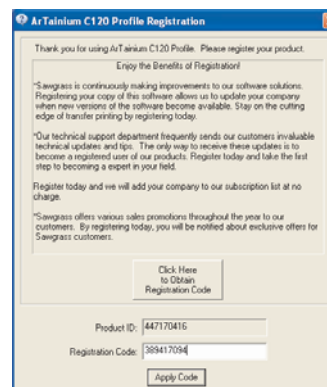 ArTainium C120 Profile Registration
Thank you for using ArTainium C120 Profile. Please register your product.
Enjoy the Benefits of Registration!
*Sawgrass is continuously making improvements to our software solutions.
Registering your copy of this software allows us to update your company
when new versions of the software become available. Stay on the cutting
edge of transfer printing by registering today.
*Our technical support department frequently sends our customers invaluable
technical updates and tips. The only way to receive these updates is to
become a registered user of our products. Register today and take the first
step to becoming a expert in your field.
Register today and we will add your company to our subscription list at no
charge.
*Sawgrass offers various sales promotions throughout the year to our
customers. By registering today, you will be notified about exclusive offers for
Sawgrass customers.
Click Here
to Obtain
Registration Code
Product ID: 447170416
Registration Code: 389417094
Apply Code